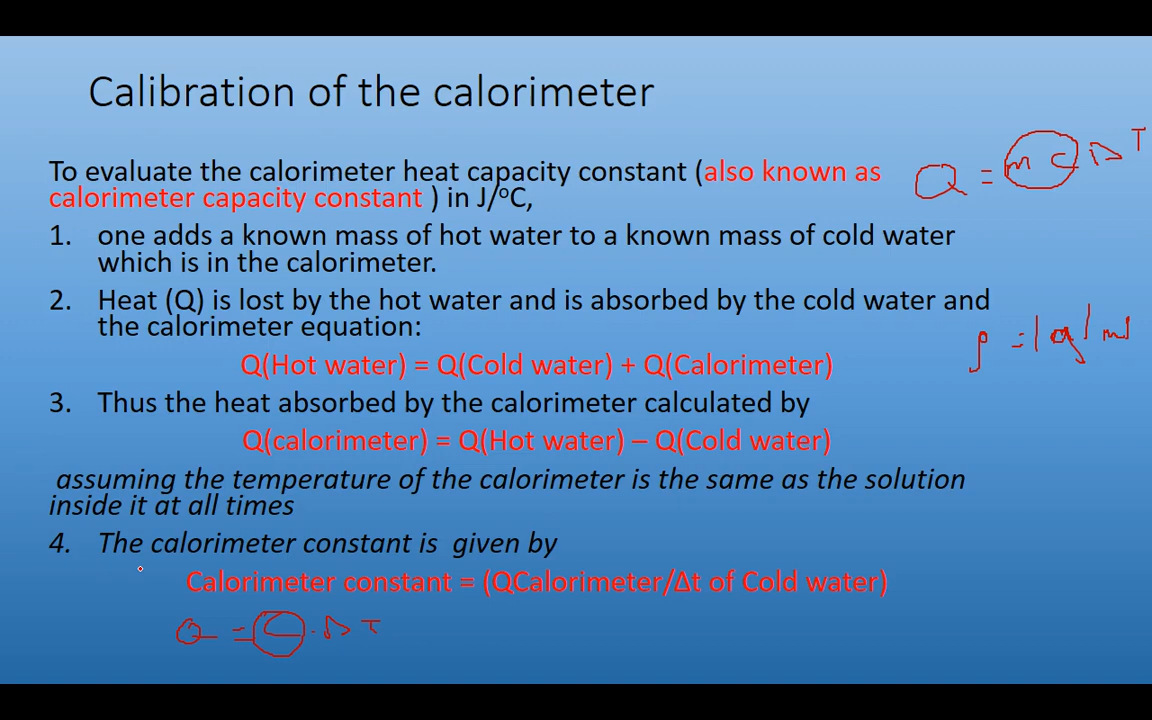 Calibration of the calorimeter
To evaluate the calorimeter heat capacity constant (also known as
calorimeter capacity constant ) in J/ᵒC,
1. one adds a known mass of hot water to a known mass of cold water
which is in the calorimeter.
2. Heat (Q) is lost by the hot water and is absorbed by the cold water and
the calorimeter equation:
Q(Hot water) = Q(Cold water) + Q(Calorimeter)
3. Thus the heat absorbed by the calorimeter calculated by
Q(calorimeter) = Q(Hot water) – Q(Cold water)
assuming the temperature of the calorimeter is the same as the solution
inside it at all times
4. The calorimeter constant is given by
Calorimeter constant = (QCalorimeter/Δt of Cold water)
Q = C . Δ T
Q = m c Δ T
ρ = 1 g/ml